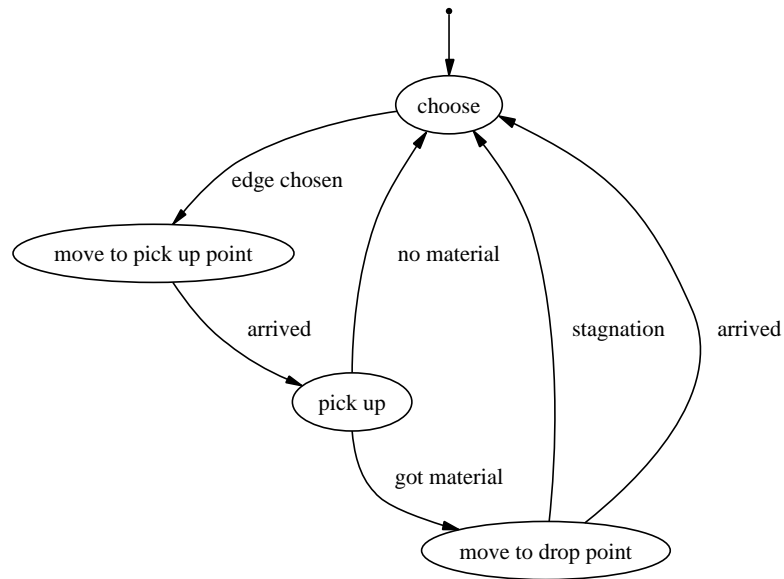 choose
edge chosen
move to pick up point
no material
arrived
stagnation
arrived
pick up
got material
move to drop point